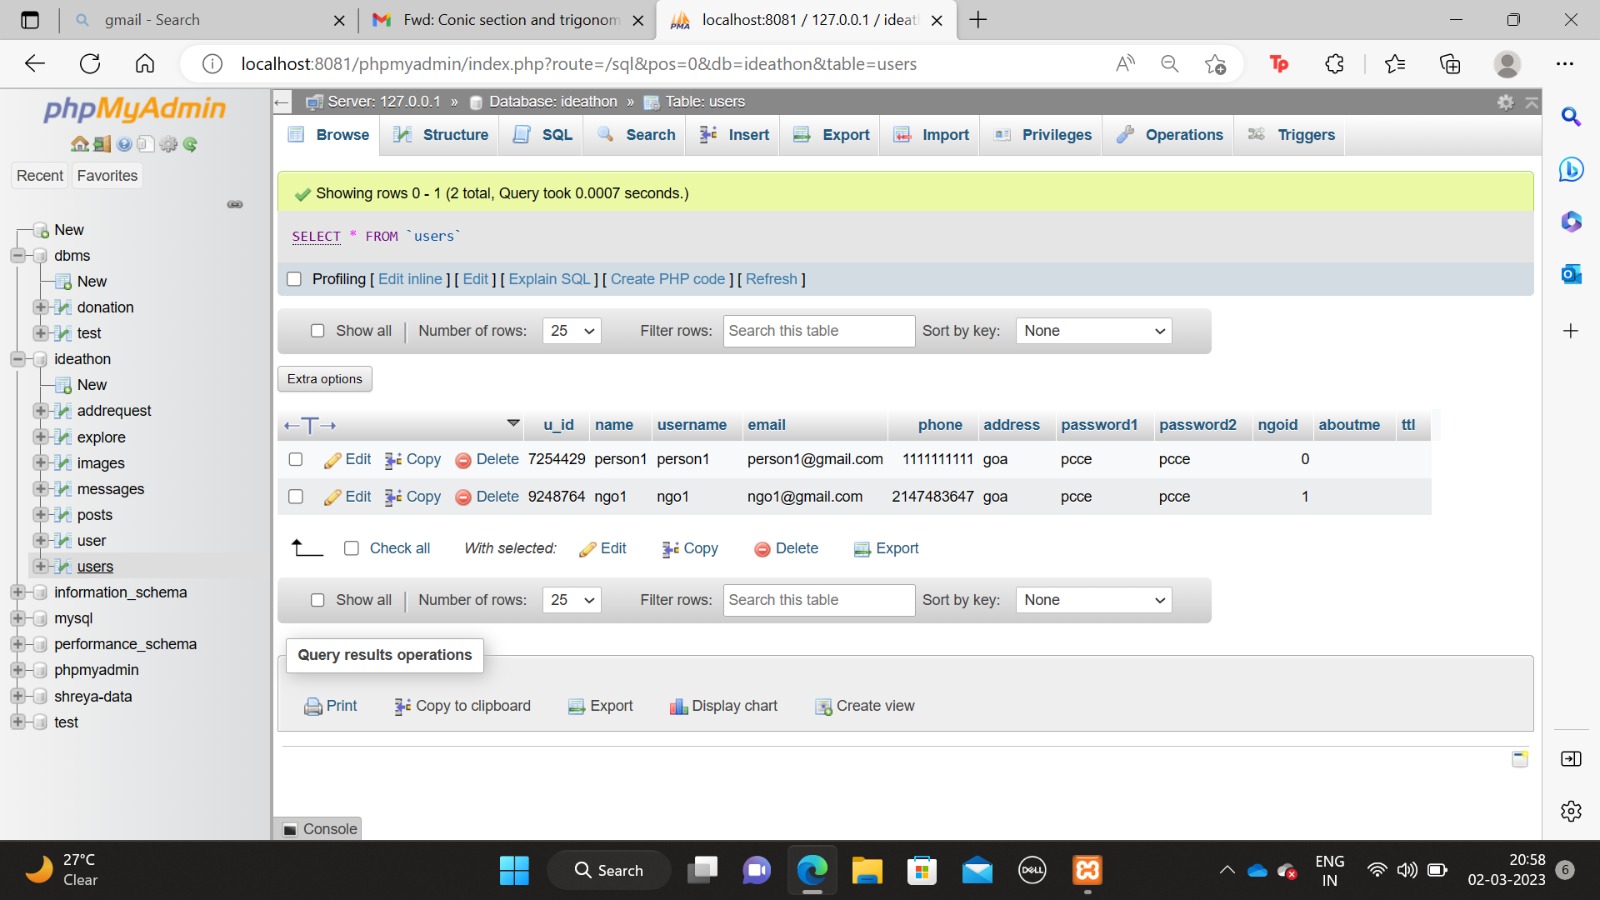 gmail - Search
Fwd: Conic section and trigonom
localhost:8081 / 127.0.0.1 / ideat
localhost:8081/phpmyadmin/index.php?route=/sql&pos=0&db=ideathon&table=users
phpMyAdmin
Recent Favorites
New
dbms
New
donation
test
ideathon
New
addrequest
explore
images
messages
posts
user
users
information_schema
mysql
performance_schema
phpmyadmin
shreya-data
test
Server: 127.0.0.1 » Database: ideathon » Table: users
Browse Structure SQL Search Insert Export Import Privileges Operations Triggers
Showing rows 0 - 1 (2 total, Query took 0.0007 seconds.)
SELECT * FROM `users`
Profiling [ Edit inline ] [ Edit ] [ Explain SQL ] [ Create PHP code ] [ Refresh ]
Show all Number of rows: 25 Filter rows: Search this table Sort by key: None
Extra options
←T→ u_id name username email phone address password1 password2 ngoid aboutme ttl
Edit Copy Delete 7254429 person1 person1 person1@gmail.com 1111111111 goa pcce pcce 0
Edit Copy Delete 9248764 ngo1 ngo1 ngo1@gmail.com 2147483647 goa pcce pcce 1
Check all With selected: Edit Copy Delete Export
Show all Number of rows: 25 Filter rows: Search this table Sort by key: None
Query results operations
Print Copy to clipboard Export Display chart Create view
Console
27°C
Clear
Search
DELL
ENG
IN
20:58
02-03-2023
6
PMA
Tp